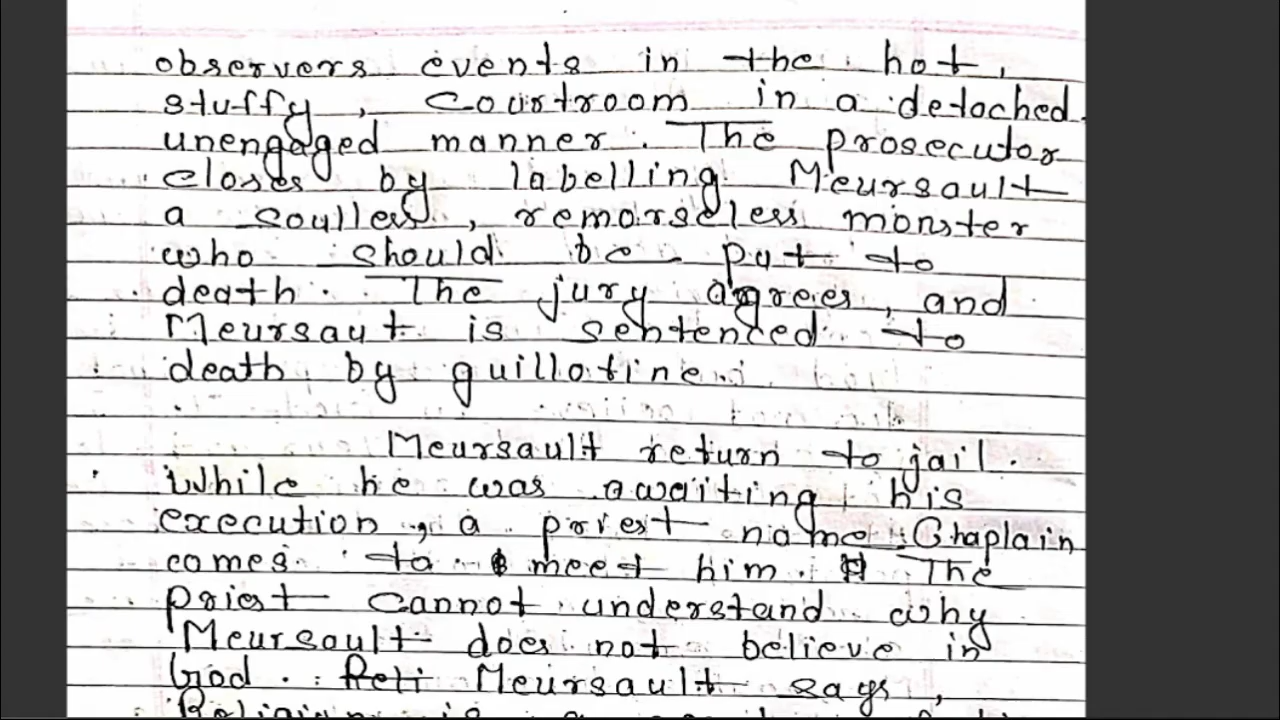 observers events in the hot,
stuffy, courtroom in a detached
unengaged manner. The prosecutor
closes by labelling Meursault
a soulless, remorseless monster
who should be put to
death. The jury agrees, and
Meursaut is sentenced to
death by guillotine.
Meursault return to jail.
While he was awaiting his
execution, a priest name Chaplain
comes to meet him. The
priest cannot understand why
Meursault does not believe in
God. Meursault says,
Religion is a